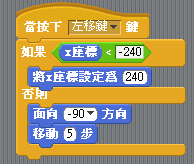 當按下 左移鍵 鍵
如果 x座標 < -240
將x座標設定為 240
否則
面向 -90 方向
移動 5 步